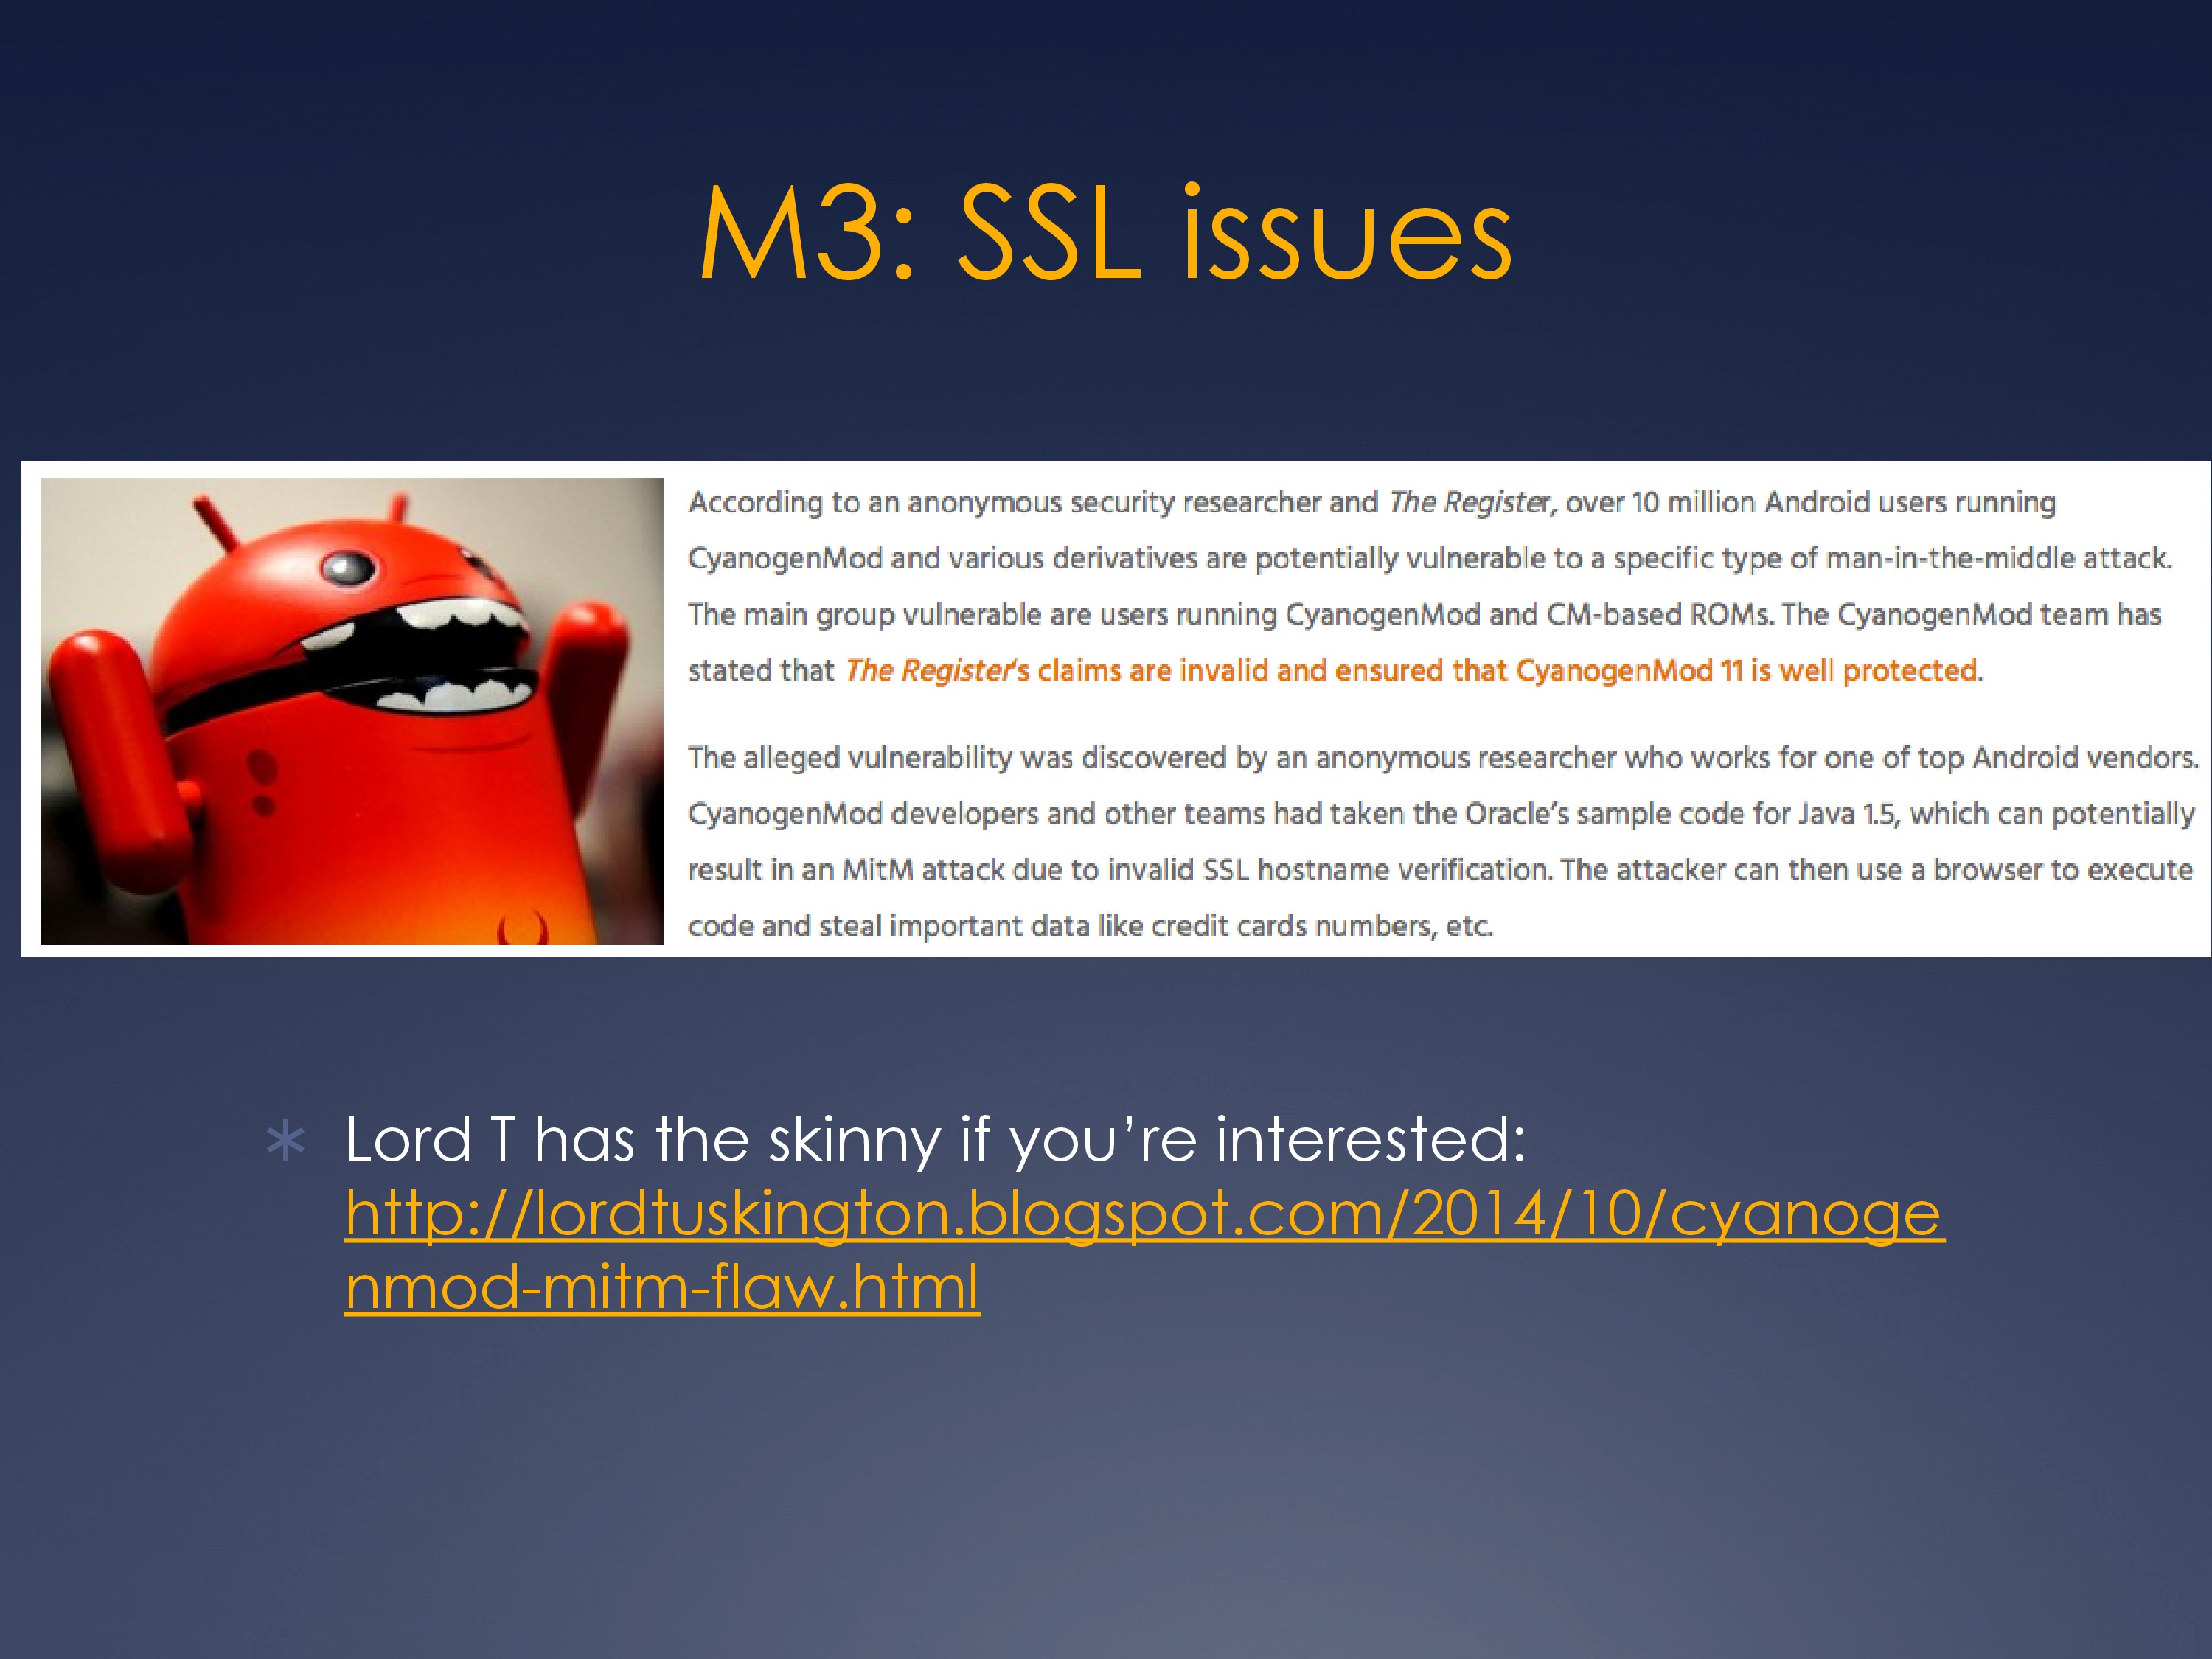 M3: SSL issues
According to an anonymous security researcher and The Register, over 10 million Android users running
CyanogenMod and various derivatives are potentially vulnerable to a specific type of man-in-the-middle attack.
The main group vulnerable are users running CyanogenMod and CM-based ROMs. The CyanogenMod team has
stated that The Register's claims are invalid and ensured that CyanogenMod 11 is well protected.
The alleged vulnerability was discovered by an anonymous researcher who works for one of top Android vendors.
CyanogenMod developers and other teams had taken the Oracle's sample code for Java 1.5, which can potentially
result in an MitM attack due to invalid SSL hostname verification. The attacker can then use a browser to execute
code and steal important data like credit cards numbers, etc.
* Lord T has the skinny if you're interested:
http://lordtuskington.blogspot.com/2014/10/cyanoge
nmod-mitm-flaw.html